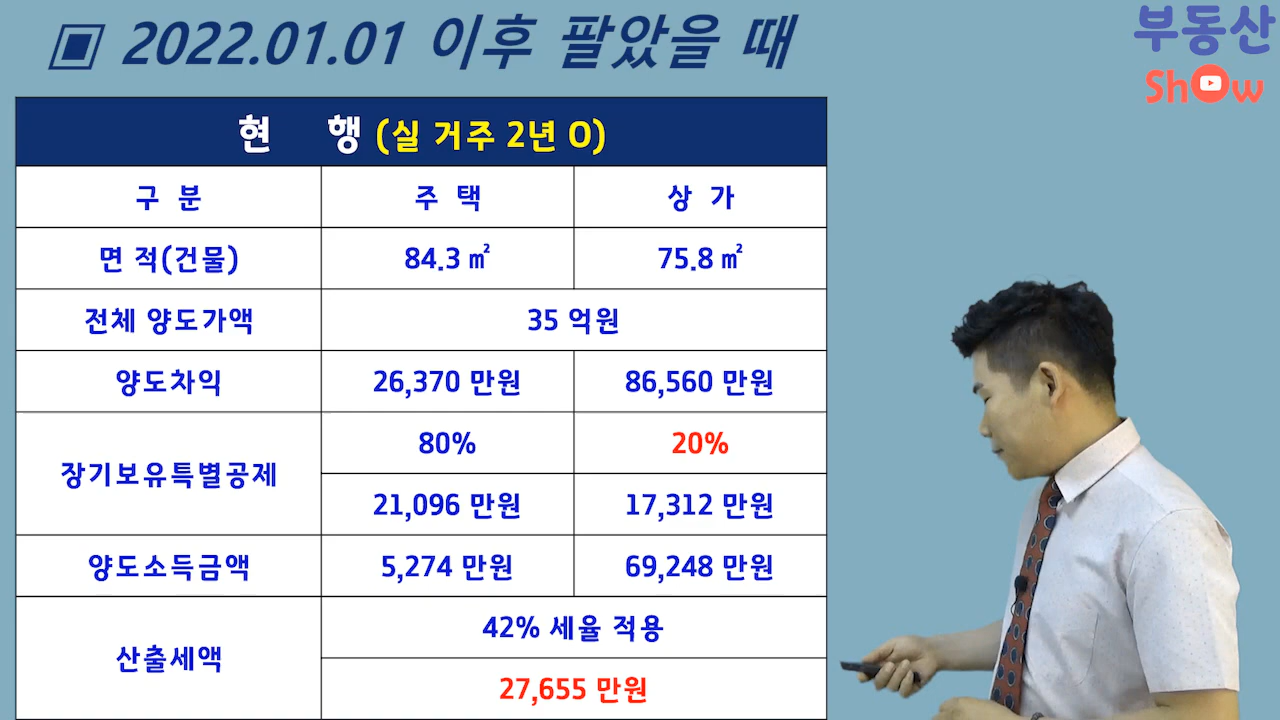 ▣ 2022.01.01 이후 팔았을 때
부동산
Show
현 행 (실 거주 2년 O)
구 분 주 택 상 가
면 적(건물) 84.3 ㎡ 75.8 ㎡
전체 양도가액 35 억원
양도차익 26,370 만원 86,560 만원
장기보유특별공제 80% 20%
21,096 만원 17,312 만원
양도소득금액 5,274 만원 69,248 만원
산출세액 42% 세율 적용
27,655 만원